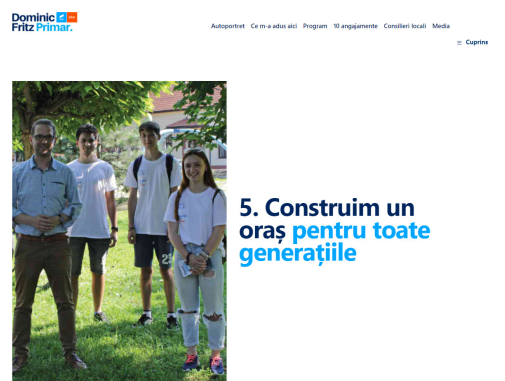 Dominic
Fritz Primar.
Autoportret Ce m-a adus aici Program 10 angajamente Consilieri locali Media
≡ Cuprins
5. Construim un
oraș pentru toate
generațiile